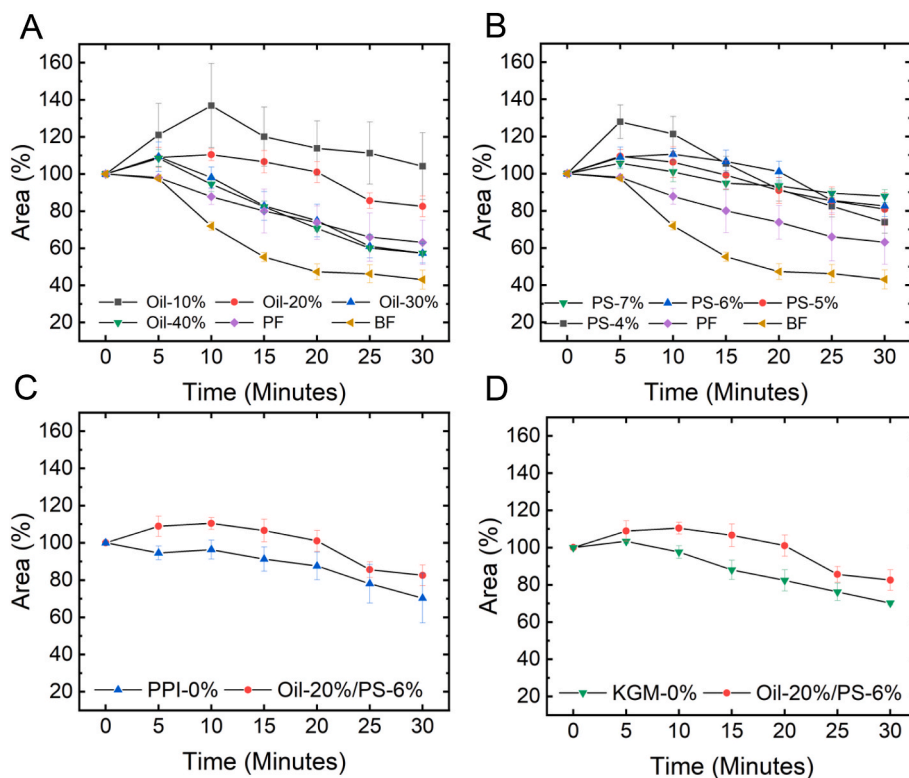 A
160
140
120
100
80
60
40
20
Area (%)
Oil-10% Oil-20% Oil-30%
Oil-40% PF BF
0 5 10 15 20 25 30
Time (Minutes)
B
160
140
120
100
80
60
40
20
Area (%)
PS-7% PS-6% PS-5%
PS-4% PF BF
0 5 10 15 20 25 30
Time (Minutes)
C
160
140
120
100
80
60
40
20
Area (%)
PPI-0% Oil-20%/PS-6%
0 5 10 15 20 25 30
Time (Minutes)
D
160
140
120
100
80
60
40
20
Area (%)
KGM-0% Oil-20%/PS-6%
0 5 10 15 20 25 30
Time (Minutes)